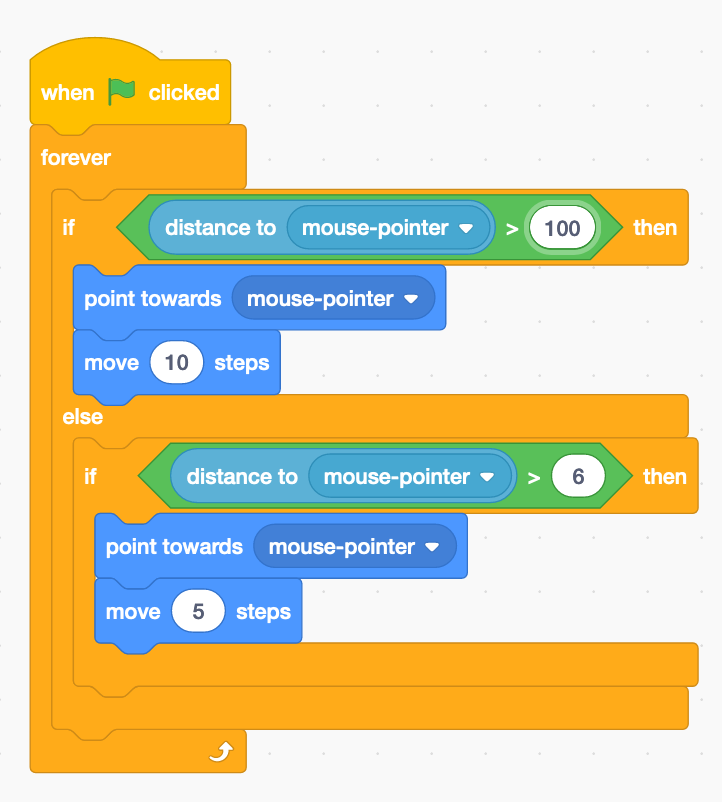 when clicked
forever
if distance to mouse-pointer > 100 then
point towards mouse-pointer
move 10 steps
else
if distance to mouse-pointer > 6 then
point towards mouse-pointer
move 5 steps